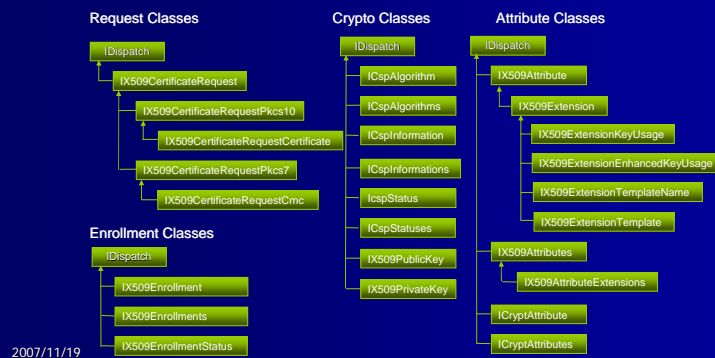 Request Classes
IDispatch
IX509CertificateRequest
IX509CertificateRequestPkcs10
IX509CertificateRequestCertificate
IX509CertificateRequestPkcs7
IX509CertificateRequestCmc
Enrollment Classes
IDispatch
IX509Enrollment
IX509Enrollments
IX509EnrollmentStatus
Crypto Classes
IDispatch
ICspAlgorithm
ICspAlgorithms
ICspInformation
ICspInformations
IcspStatus
ICspStatuses
IX509PublicKey
IX509PrivateKey
Attribute Classes
IDispatch
IX509Attribute
IX509Extension
IX509ExtensionKeyUsage
IX509ExtensionEnhancedKeyUsage
IX509ExtensionTemplateName
IX509ExtensionTemplate
IX509Attributes
IX509AttributeExtensions
ICryptAttribute
ICryptAttributes
2007/11/19